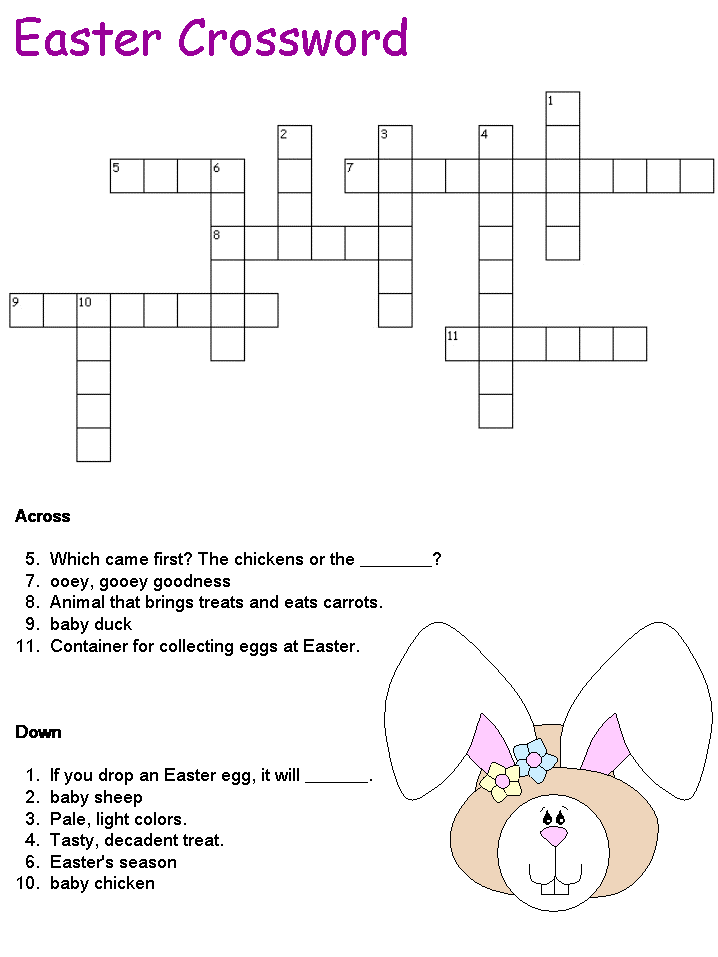 Easter Crossword
1
2 3 4
5 6 7
8
9 10
11
Across
5. Which came first? The chickens or the ________?
7. ooey, gooey goodness
8. Animal that brings treats and eats carrots.
9. baby duck
11. Container for collecting eggs at Easter.
Down
1. If you drop an Easter egg, it will _______.
2. baby sheep
3. Pale, light colors.
4. Tasty, decadent treat.
6. Easter's season
10. baby chicken